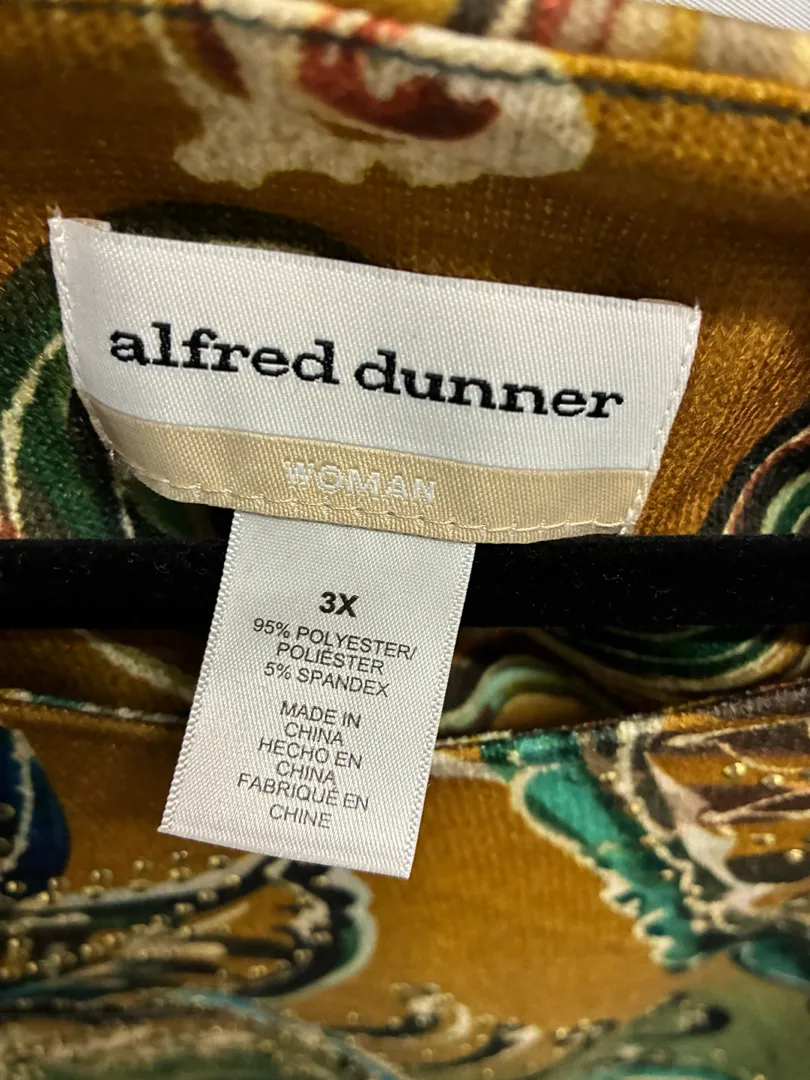 alfred dunner
WOMAN
3X
95% POLYESTER/
POLIÉSTER
5% SPANDEX
MADE IN
CHINA
HECHO EN
CHINA
FABRIQUÉ EN
CHINE